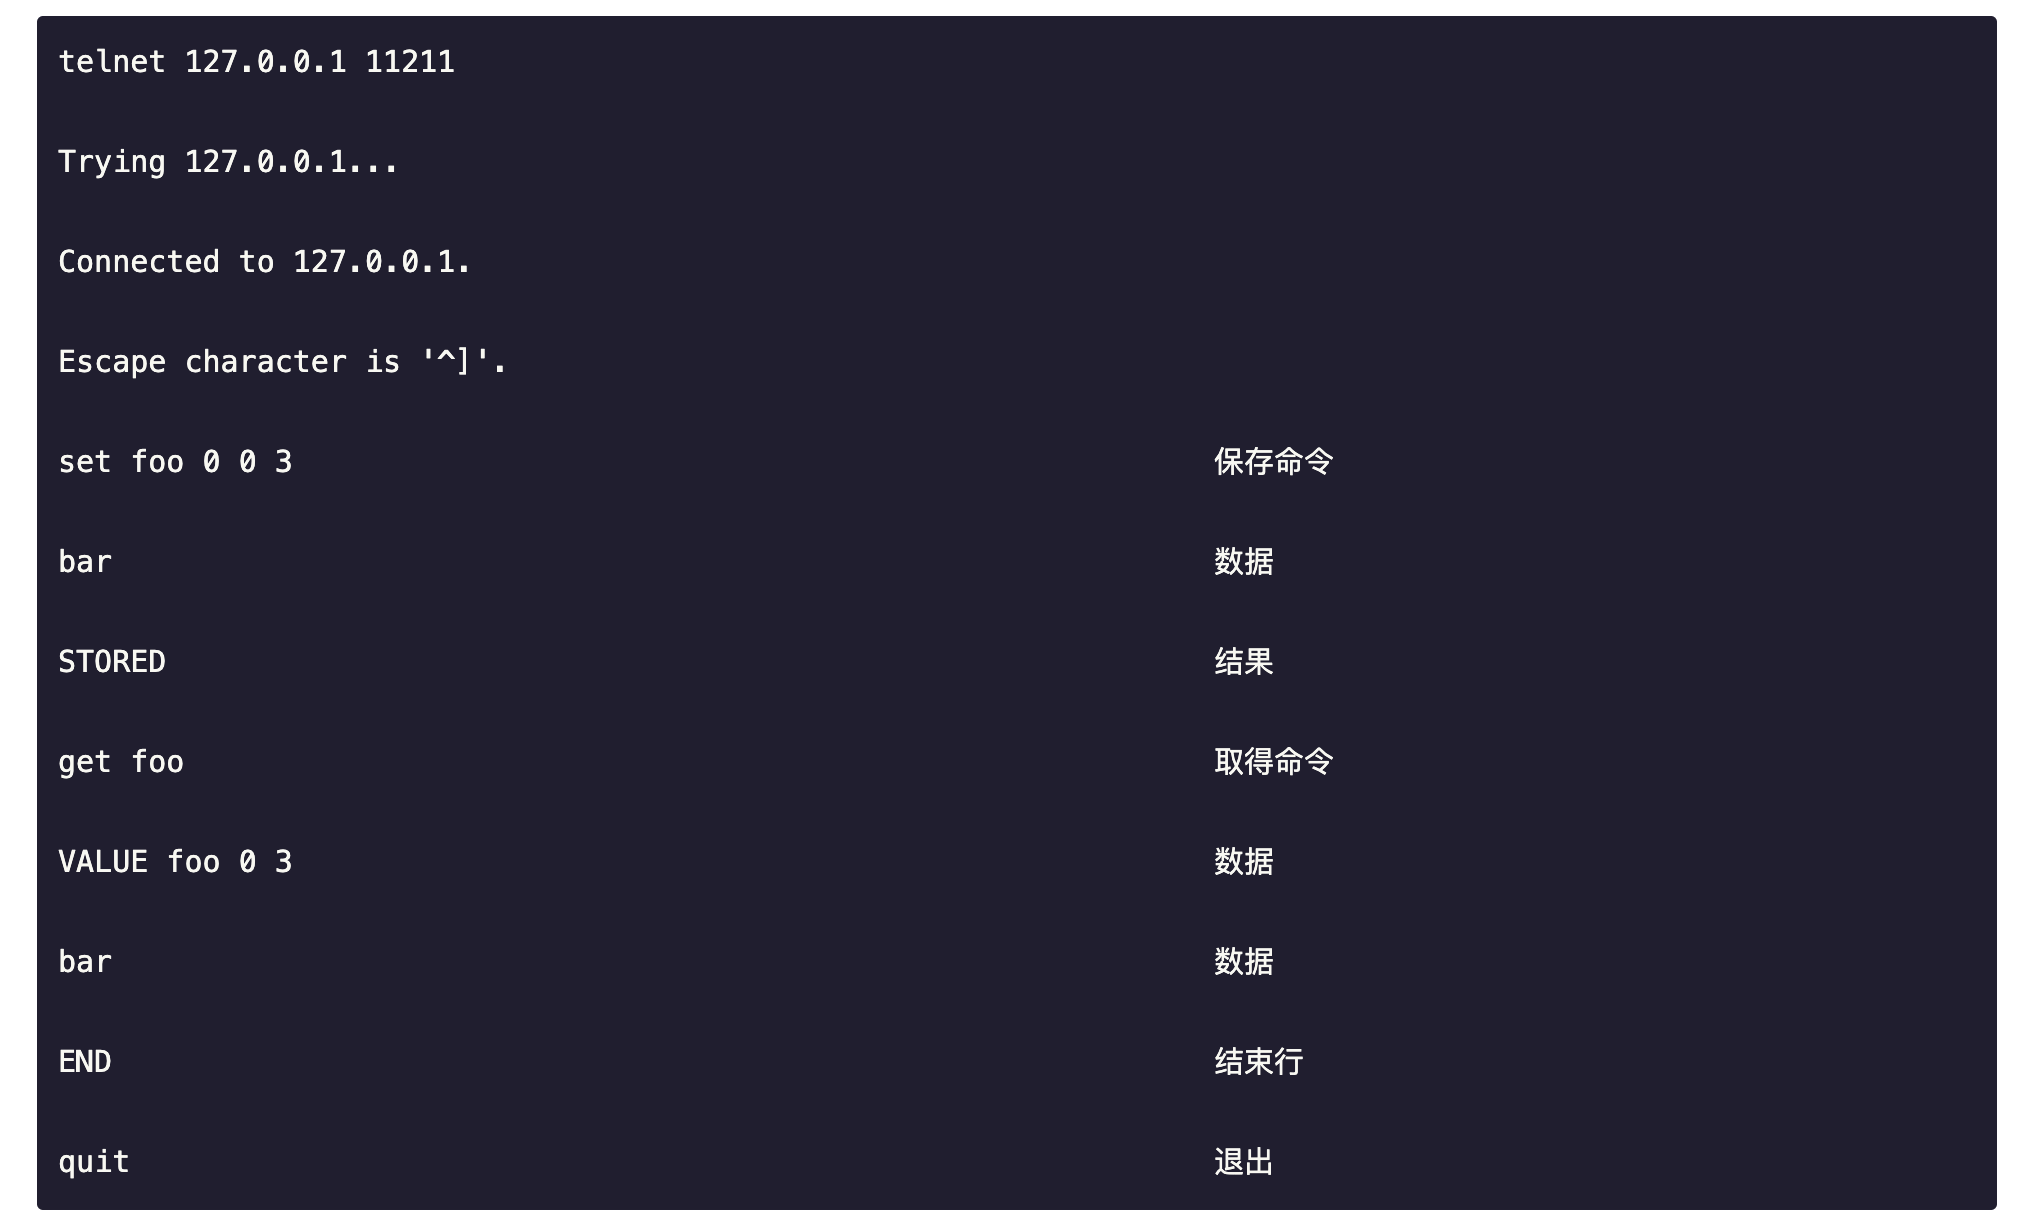 telnet 127.0.0.1 11211
Trying 127.0.0.1...
Connected to 127.0.0.1.
Escape character is '^]'.
set foo 0 0 3 保存命令
bar 数据
STORED 结果
get foo 取得命令
VALUE foo 0 3 数据
bar 数据
END 结束行
quit 退出